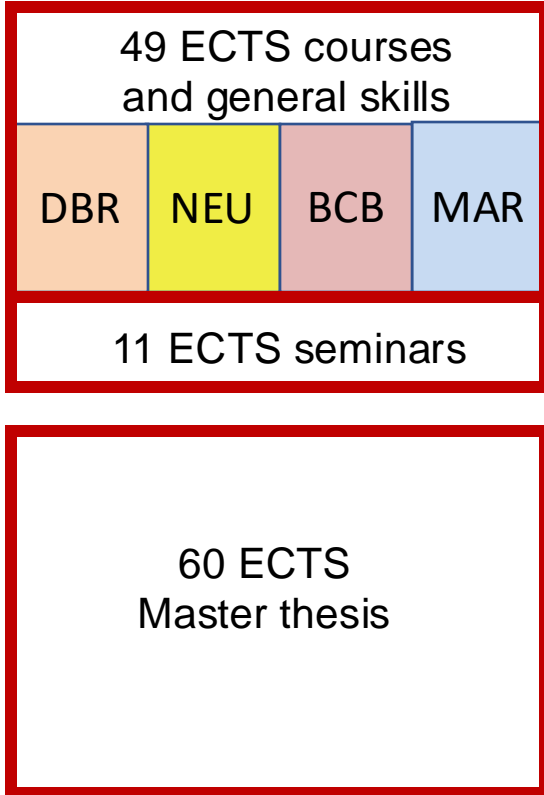 49 ECTS courses
and general skills
DBR NEU BCB MAR
11 ECTS seminars
60 ECTS
Master thesis